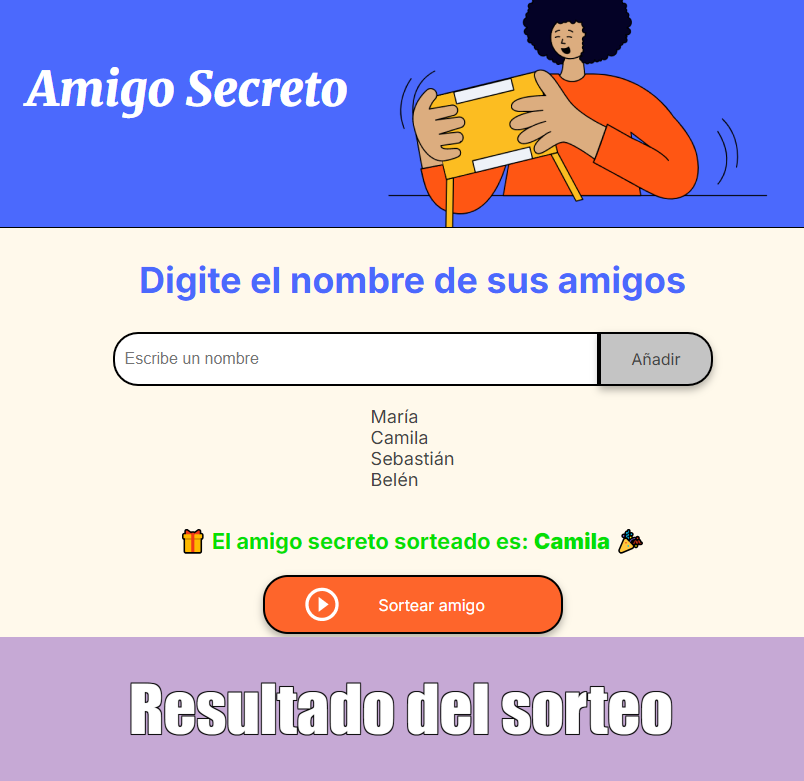 Amigo Secreto
Digite el nombre de sus amigos
Escribe un nombre
Añadir
María
Camila
Sebastián
Belén
🎁 El amigo secreto sorteado es: Camila 🎉
Sortear amigo
Resultado del sorteo